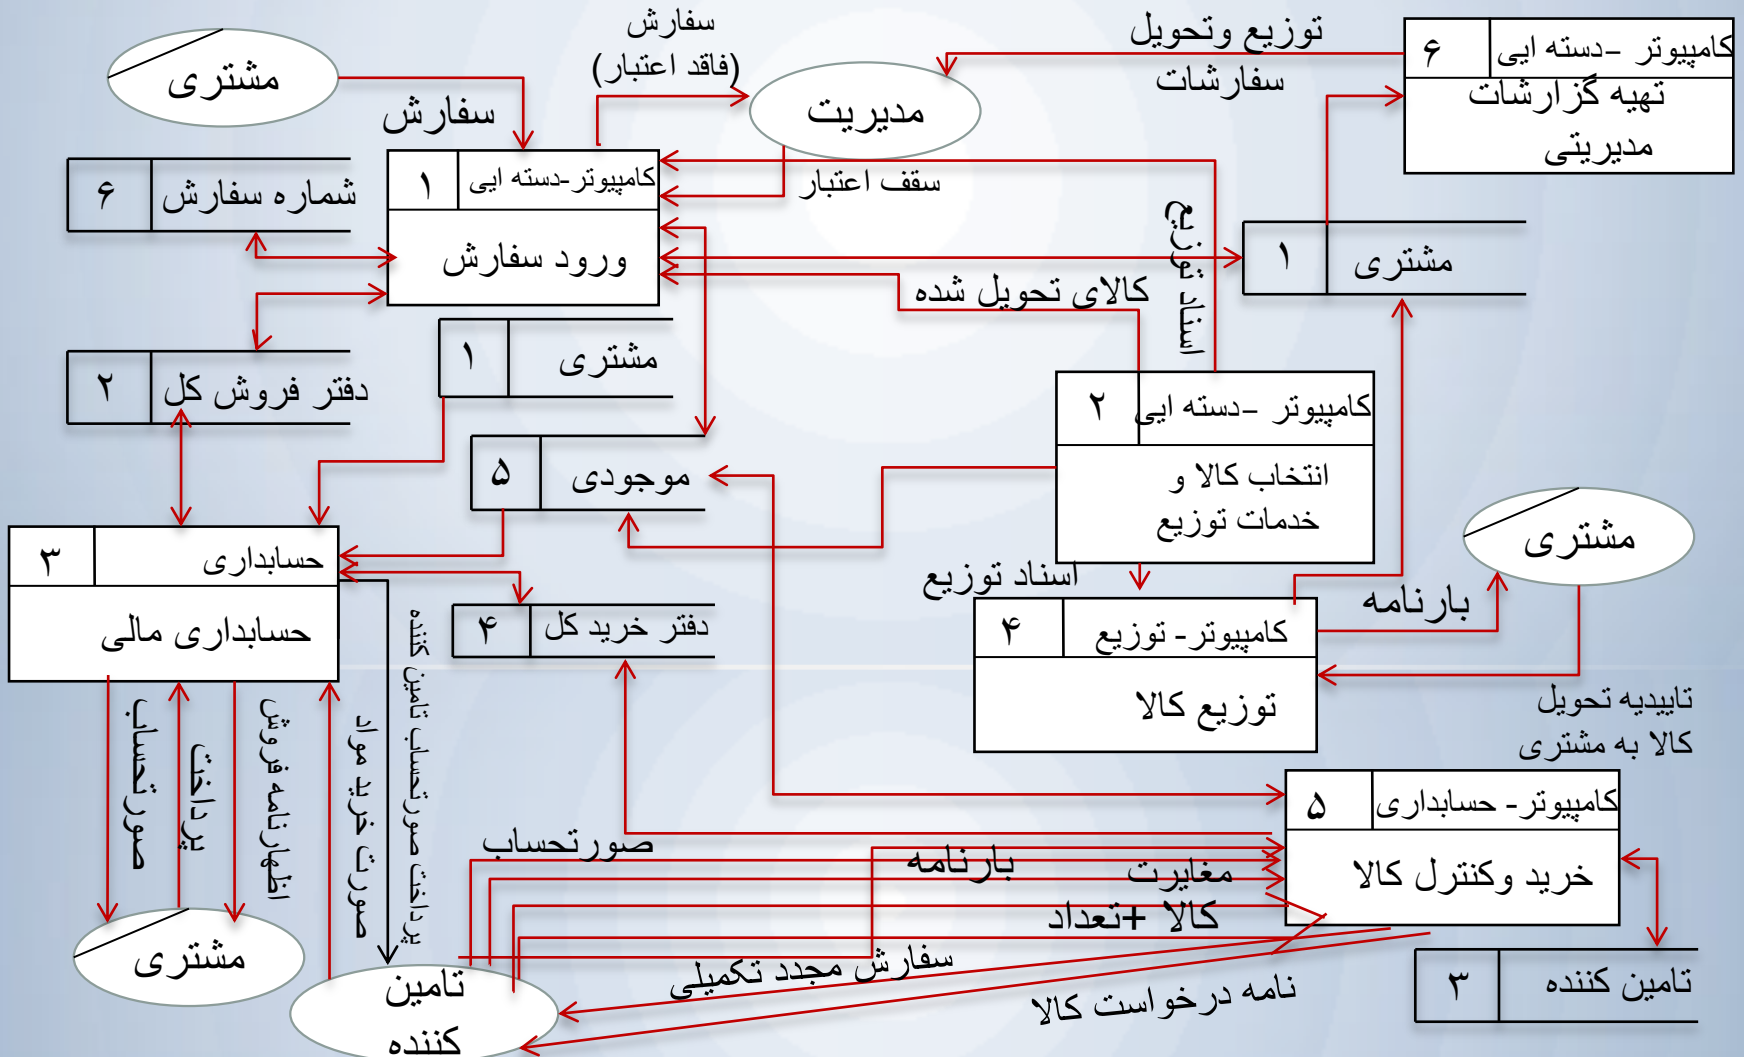 سفارش
(فاقد اعتبار)
توزیع وتحویل
سفارشات
۶
کامپیوتر -دسته ایی
تهیه گزارشات
مدیریتی
مشتری
سفارش
مدیریت
سقف اعتبار
۱
کامپیوتر-دسته ایی
ورود سفارش
۶
شماره سفارش
اسناد توزیع
۱
مشتری
کالای تحویل شده
۱
مشتری
۲
دفتر فروش کل
۲
کامپیوتر -دسته ایی
انتخاب کالا و
خدمات توزیع
۵
موجودی
مشتری
۳
حسابداری
حسابداری مالی
اسناد توزیع
بارنامه
۴
دفتر خرید کل
۴
کامپیوتر- توزیع
توزیع کالا
تاییدیه تحویل
کالا به مشتری
صورتحساب
پرداخت
اظهارنامه فروش
صورت خرید مواد
پرداخت صورتحساب تامین کننده
۵
کامپیوتر- حسابداری
خرید وکنترل کالا
صورتحساب
بارنامه
مغایرت
کالا +تعداد
سفارش مجدد تکمیلی
نامه درخواست کالا
مشتری
تامین
کننده
۳
تامین کننده